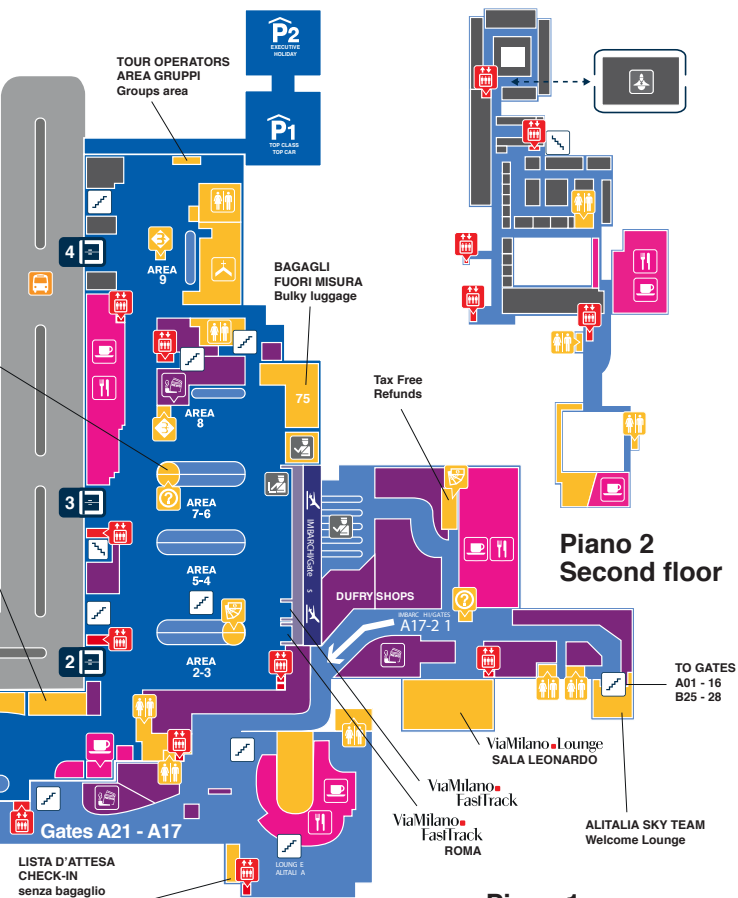 P2
EXECUTIVE
HOLIDAY
P1
TOP CLASS
TOP CAR
TOUR OPERATORS
AREA GRUPPI
Groups area
4
AREA
9
BAGAGLI
FUORI MISURA
Bulky luggage
75
AREA
8
Tax Free
Refunds
3
AREA
7-6
IMBARCHI/Gate
S
AREA
5-4
Piano 2
Second floor
DUFRY SHOPS
IMBARC HI/GATES
A17-2 1
2
AREA
2-3
TO GATES
A01 - 16
B25 - 28
ViaMilano Lounge
SALA LEONARDO
ViaMilano
FastTrack
ViaMilano
FastTrack
ROMA
ALITALIA SKY TEAM
Welcome Lounge
Gates A21 - A17
LOUNG E
ALITALI A
LISTA D'ATTESA
CHECK-IN
senza bagaglio